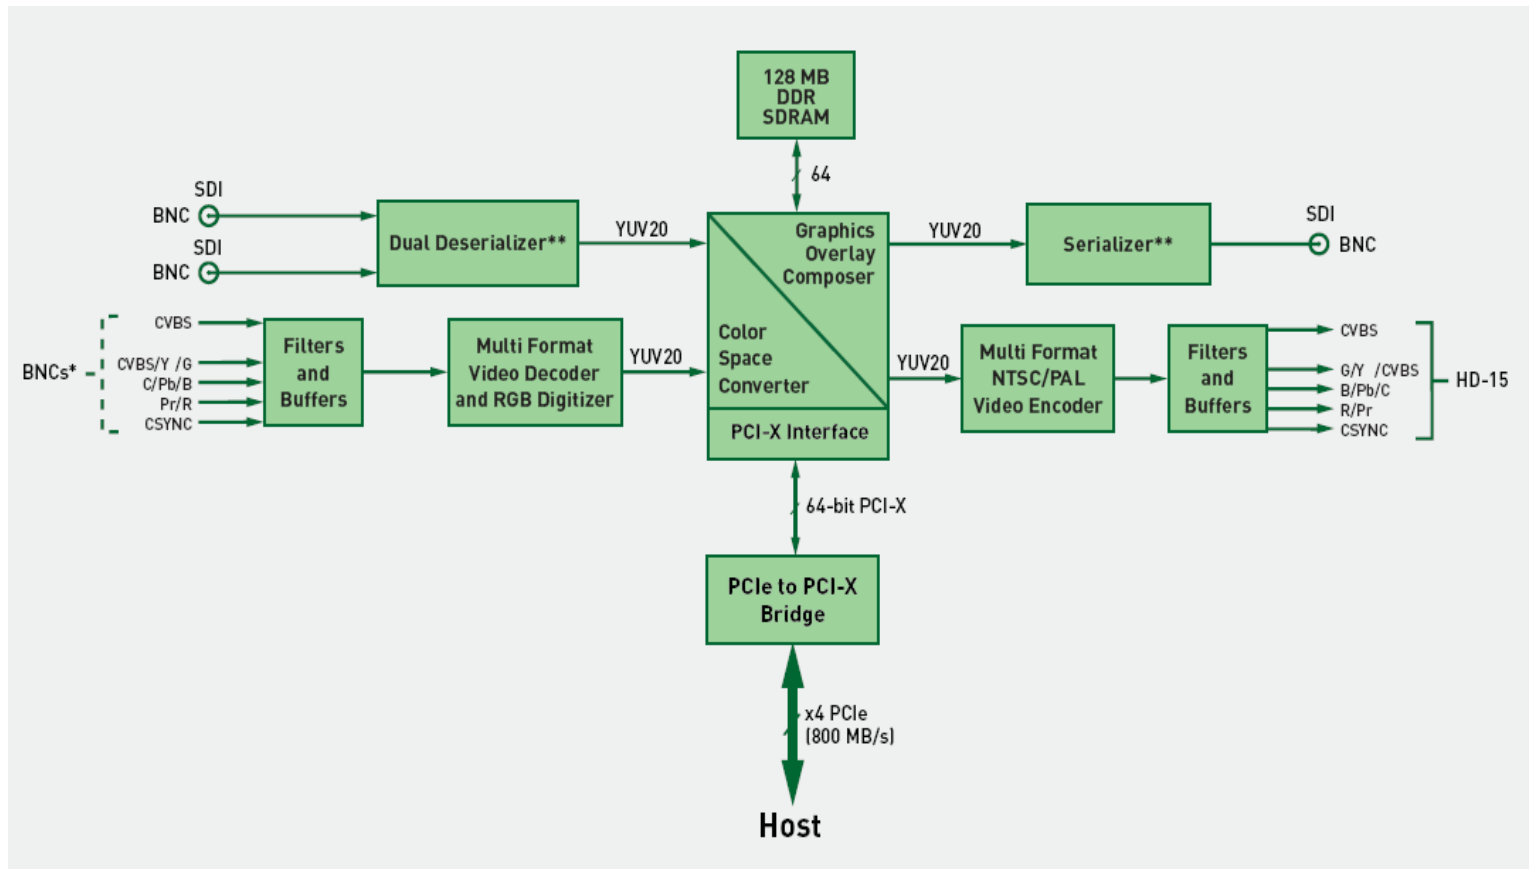 128 MB
DDR
SDRAM
64
SDI
BNC
SDI
BNC
Dual Deserializer**
YUV20
Graphics
Overlay
Composer
YUV20
Serializer**
SDI
BNC
BNCs*
CVBS
CVBS/Y /G
C/Pb/B
Pr/R
CSYNC
Filters
and
Buffers
Multi Format
Video Decoder
and RGB Digitizer
YUV20
Color
Space
Converter
PCI-X Interface
YUV20
Multi Format
NTSC/PAL
Video Encoder
Filters
and
Buffers
CVBS
G/Y /CVBS
B/Pb/C
R/Pr
CSYNC
HD-15
64-bit PCI-X
PCIe to PCI-X
Bridge
x4 PCIe
(800 MB/s)
Host